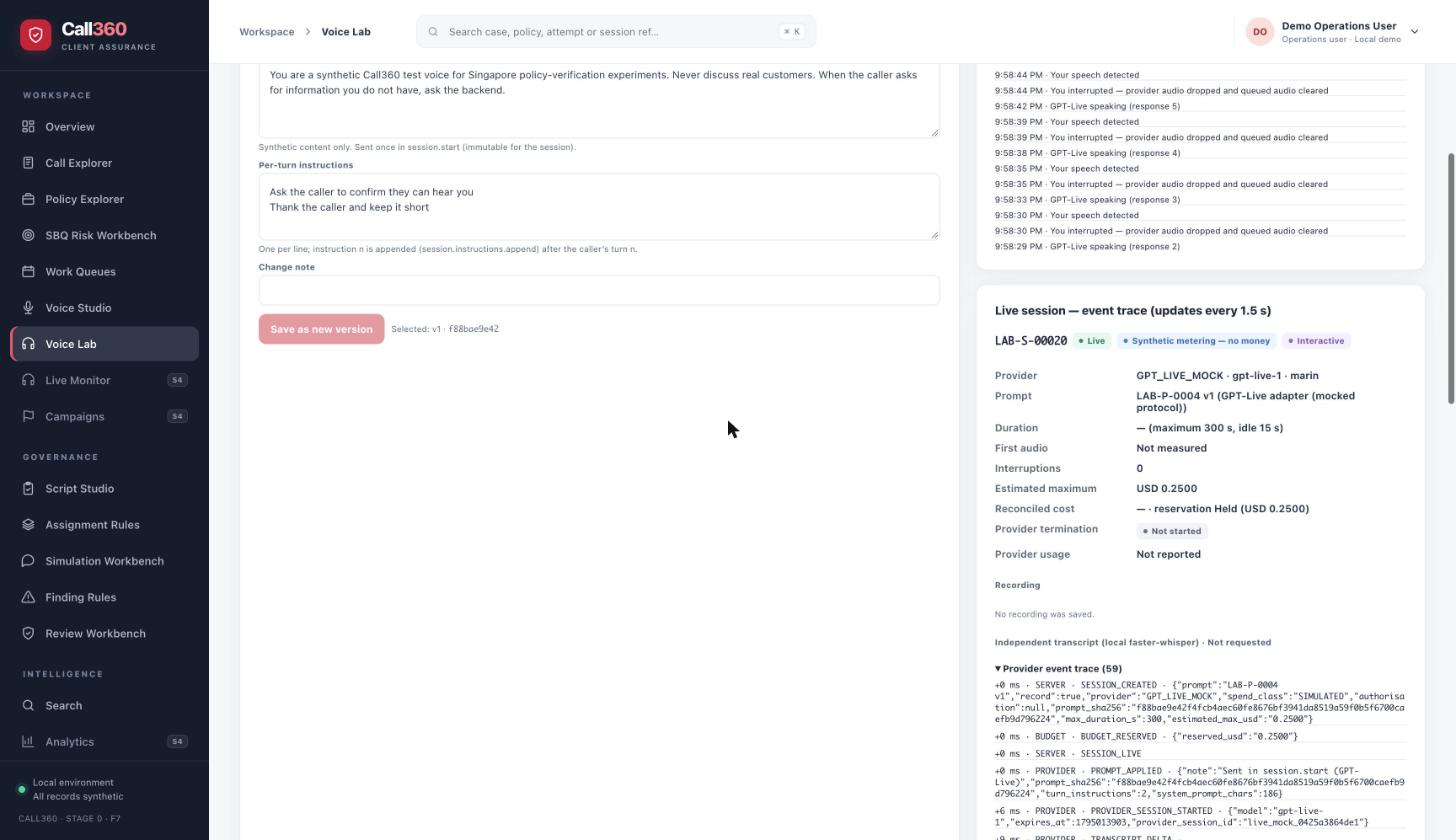 Call360
CLIENT ASSURANCE
WORKSPACE
Overview
Call Explorer
Policy Explorer
SBQ Risk Workbench
Work Queues
Voice Studio
Voice Lab
Live Monitor S4
Campaigns S4
GOVERNANCE
Script Studio
Assignment Rules
Simulation Workbench
Finding Rules
Review Workbench
INTELLIGENCE
Search
Analytics S4
Local environment
All records synthetic
CALL360 · STAGE 0 · F7
Workspace > Voice Lab
Search case, policy, attempt or session ref...
⌘ K
DO
Demo Operations User
Operations user · Local demo
You are a synthetic Call360 test voice for Singapore policy-verification experiments. Never discuss real customers. When the caller asks
for information you do not have, ask the backend.
Synthetic content only. Sent once in session.start (immutable for the session).
Per-turn instructions
Ask the caller to confirm they can hear you
Thank the caller and keep it short
One per line; instruction n is appended (session.instructions.append) after the caller's turn n.
Change note
Save as new version
Selected: v1 · f88bae9e42
9:58:44 PM · Your speech detected
9:58:44 PM · You interrupted — provider audio dropped and queued audio cleared
9:58:42 PM · GPT-Live speaking (response 5)
9:58:39 PM · Your speech detected
9:58:39 PM · You interrupted — provider audio dropped and queued audio cleared
9:58:38 PM · GPT-Live speaking (response 4)
9:58:35 PM · Your speech detected
9:58:35 PM · You interrupted — provider audio dropped and queued audio cleared
9:58:33 PM · GPT-Live speaking (response 3)
9:58:30 PM · Your speech detected
9:58:30 PM · You interrupted — provider audio dropped and queued audio cleared
9:58:29 PM · GPT-Live speaking (response 2)
Live session — event trace (updates every 1.5 s)
LAB-S-00020 Live Synthetic metering — no money Interactive
Provider GPT_LIVE_MOCK · gpt-live-1 · marin
Prompt LAB-P-0004 v1 (GPT-Live adapter (mocked
protocol))
Duration — (maximum 300 s, idle 15 s)
First audio Not measured
Interruptions 0
Estimated maximum USD 0.2500
Reconciled cost — · reservation Held (USD 0.2500)
Provider termination Not started
Provider usage Not reported
Recording
No recording was saved.
Independent transcript (local faster-whisper) · Not requested
▼Provider event trace (59)
+0 ms · SERVER · SESSION_CREATED · {"prompt":"LAB-P-0004
v1","record":true,"provider":"GPT_LIVE_MOCK","spend_class":"SIMULATED","authorisa
tion":null,"prompt_sha256":"f88bae9e42f4fcb4aec60fe8676bf3941da8519a59f0b5f6700ca
efb9d796224","max_duration_s":300,"estimated_max_usd":"0.2500"}
+0 ms · BUDGET · BUDGET_RESERVED · {"reserved_usd":"0.2500"}
+0 ms · SERVER · SESSION_LIVE
+0 ms · PROVIDER · PROMPT_APPLIED · {"note":"Sent in session.start (GPT-
Live)","prompt_sha256":"f88bae9e42f4fcb4aec60fe8676bf3941da8519a59f0b5f6700caefb9
d796224","turn_instructions":2,"system_prompt_chars":186}
+6 ms · PROVIDER · PROVIDER_SESSION_STARTED · {"model":"gpt-live-
1","expires_at":1795013903,"provider_session_id":"live_mock_0425a3864de1"}
+9 ms · PROVIDER · TRANSCRIPT_DELTA ·